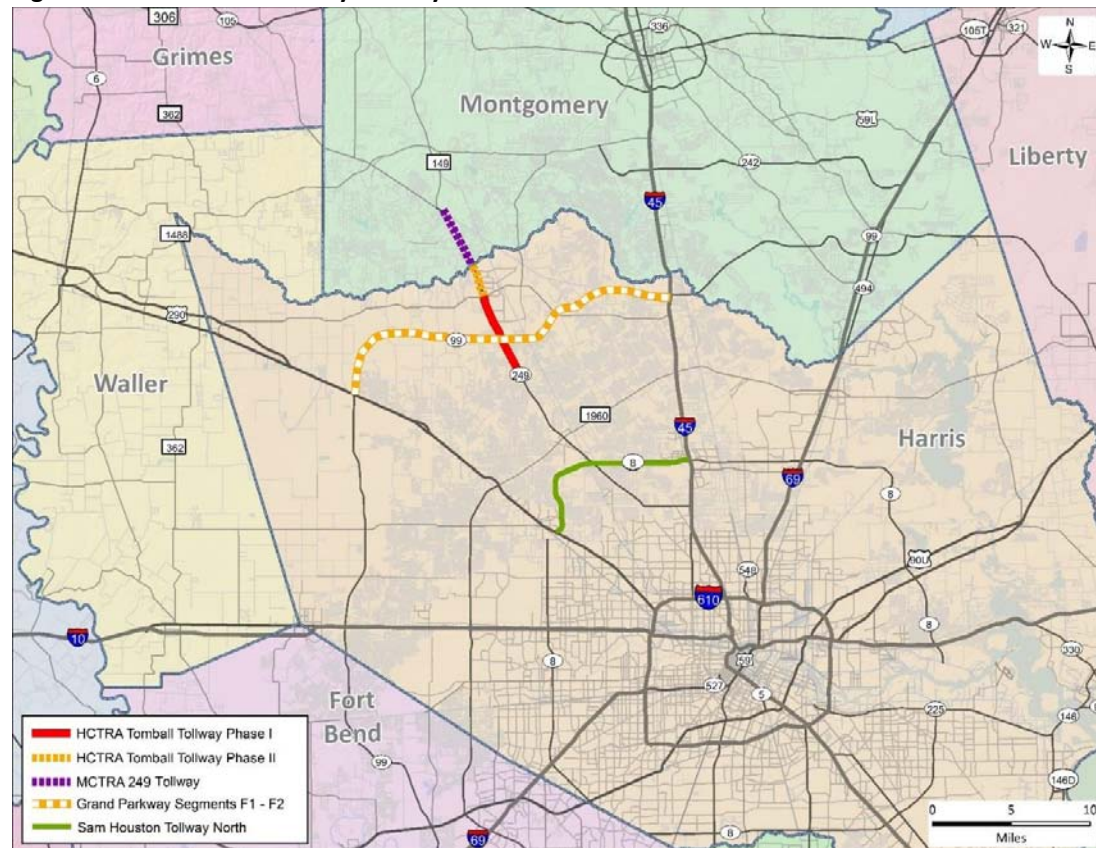 306
105
336
105T
321
N
W E
S
Grimes
6
362
Montgomery
59L
149
242
Liberty
45
1488
99
494
290
99
249
Waller
1960
45
362
8
Harris
69
8
90U
548
610
10
8
8
59
330
527
5
Fort
Bend
225
146
99
146D
69
8
HCTRA Tomball Tollway Phase I
HCTRA Tomball Tollway Phase II
MCTRA 249 Tollway
Grand Parkway Segments F1 - F2
Sam Houston Tollway North
0 5 10
Miles